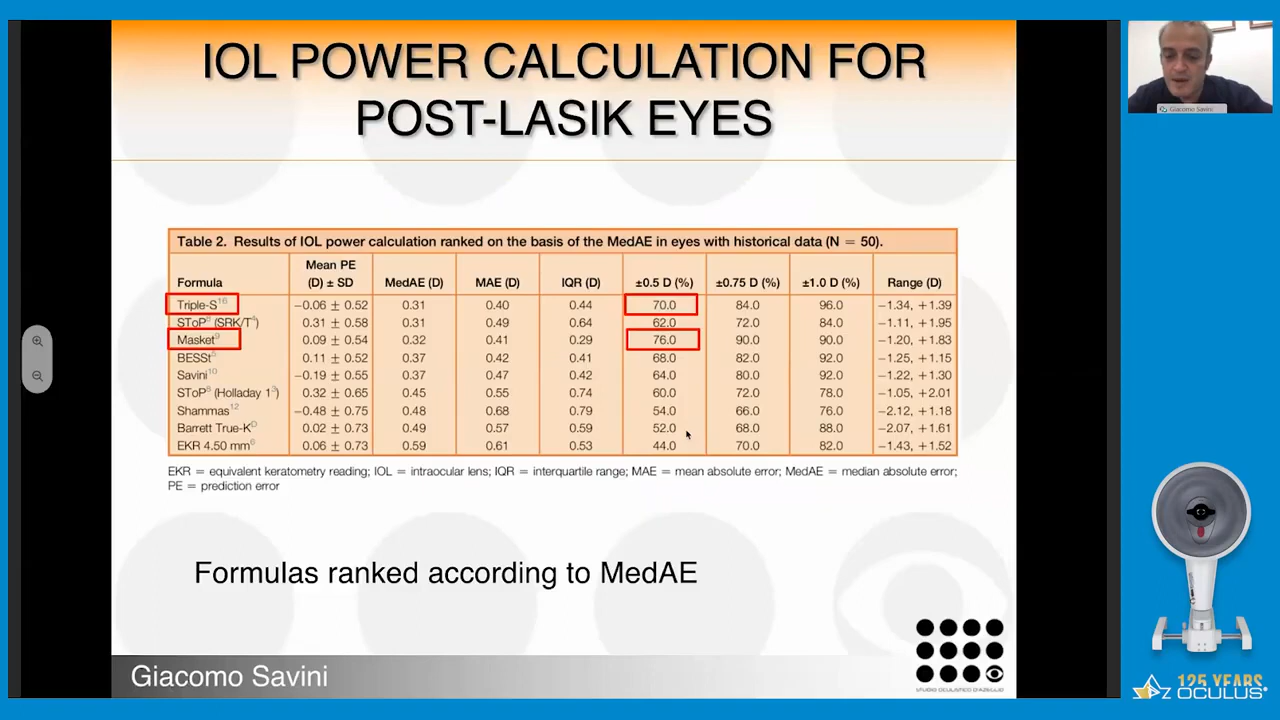 IOL POWER CALCULATION FOR
POST-LASIK EYES
Table 2. Results of IOL power calculation ranked on the basis of the MedAE in eyes with historical data (N = 50).
Formula Mean PE (D) ± SD MedAE (D) MAE (D) IQR (D) ±0.5 D (%) ±0.75 D (%) ±1.0 D (%) Range (D)
Triple-S16 −0.06 ± 0.52 0.31 0.40 0.44 70.0 84.0 96.0 −1.34, +1.39
SToP (SRK/T) 0.31 ± 0.58 0.31 0.49 0.64 62.0 72.0 84.0 −1.11, +1.95
Masket9 0.09 ± 0.54 0.32 0.41 0.29 76.0 90.0 90.0 −1.20, +1.83
BESSt 0.11 ± 0.52 0.37 0.42 0.41 68.0 82.0 92.0 −1.25, +1.15
Savini10 −0.19 ± 0.55 0.37 0.47 0.42 64.0 80.0 92.0 −1.22, +1.30
SToP (Holladay 1) 0.32 ± 0.65 0.45 0.55 0.74 60.0 72.0 78.0 −1.05, +2.01
Shammas12 −0.48 ± 0.75 0.48 0.68 0.79 54.0 66.0 76.0 −2.12, +1.18
Barrett True-K 0.02 ± 0.73 0.49 0.57 0.59 52.0 68.0 88.0 −2.07, +1.61
EKR 4.50 mm 0.06 ± 0.73 0.59 0.61 0.53 44.0 70.0 82.0 −1.43, +1.52
EKR = equivalent keratometry reading; IOL = intraocular lens; IQR = interquartile range; MAE = mean absolute error; MedAE = median absolute error;
PE = prediction error
Formulas ranked according to MedAE
Giacomo Savini
STUDIO OCULISTICO D'AZEGLIO
Giacomo Savini
125 YEARS
OCULUS®